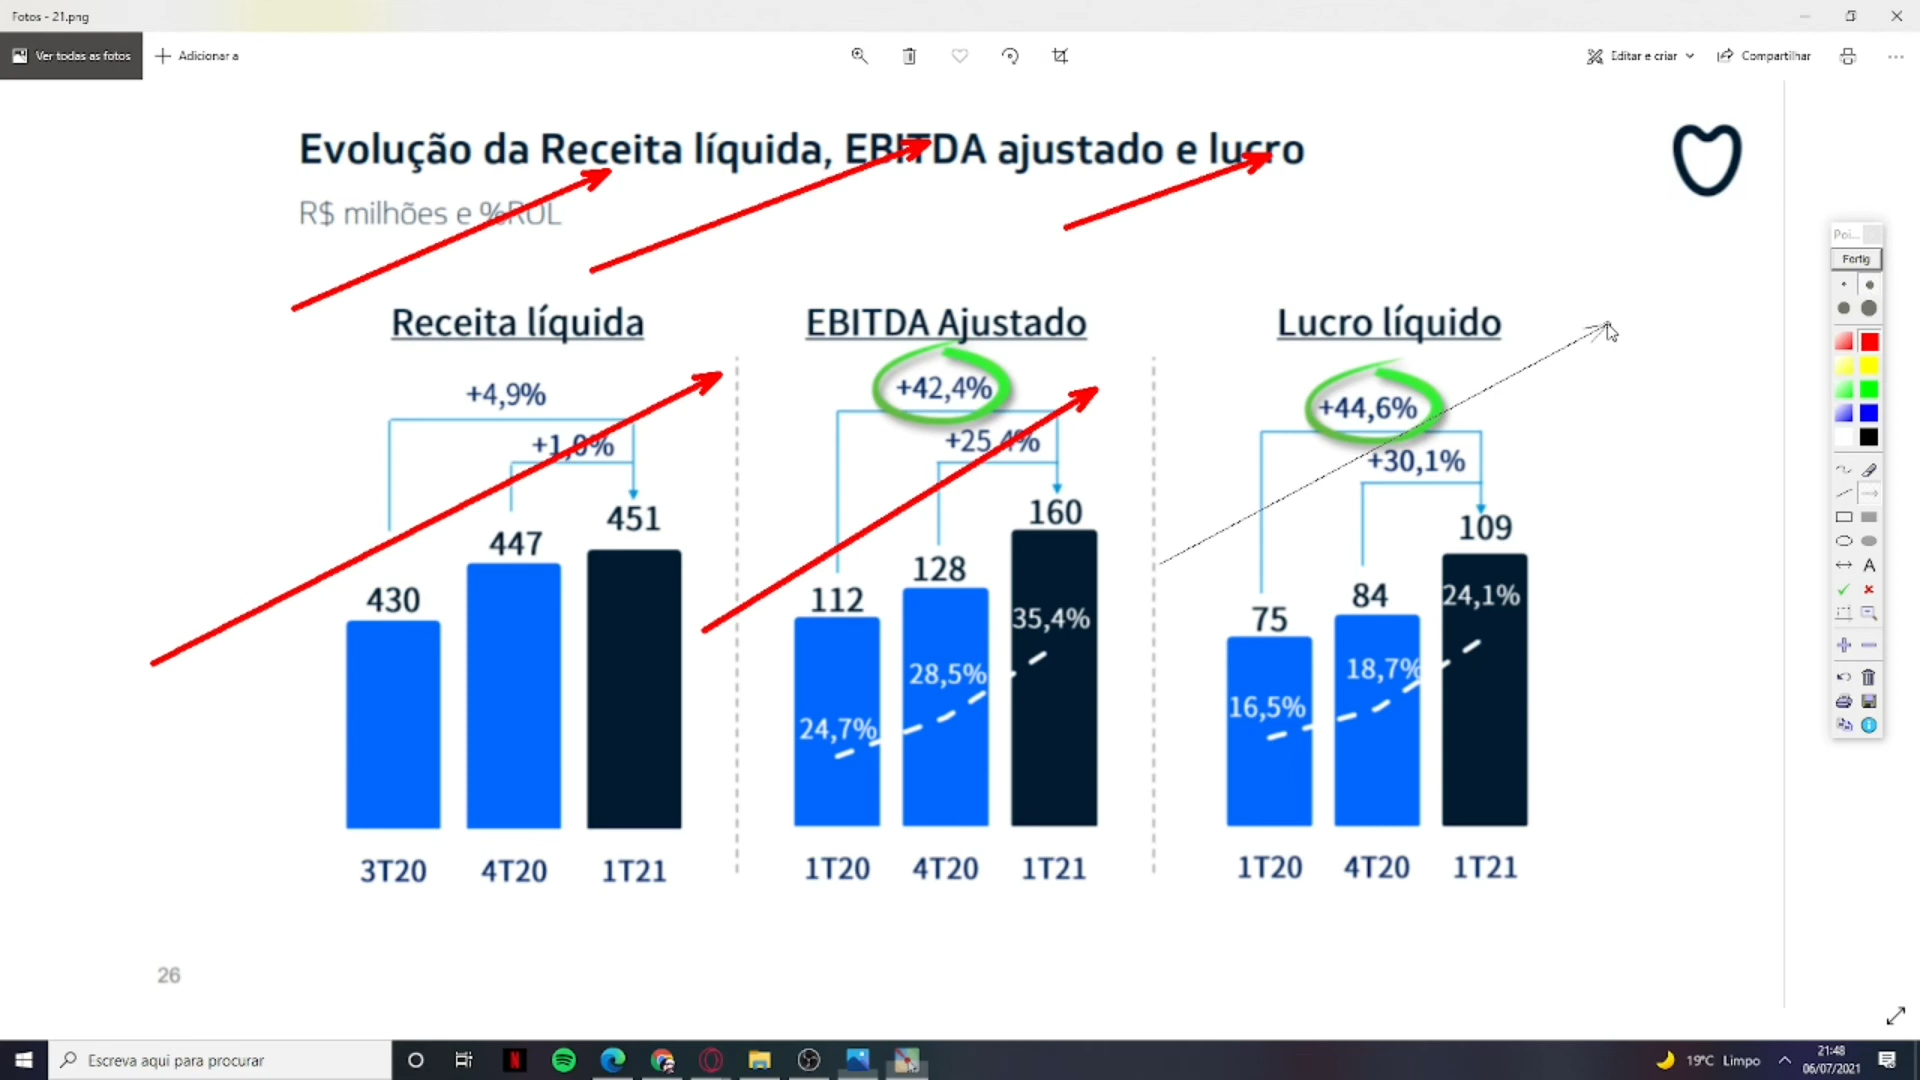 Fotos - 21.png
Ver todas as fotos
Adicionar a
Editar e criar
Compartilhar
Evolução da Receita líquida, EBITDA ajustado e lucro
R$ milhões e %ROL
Poi...
Fertig
A
Receita líquida
EBITDA Ajustado
Lucro líquido
+4,9%
+1,0%
+42,4%
+25,4%
+44,6%
+30,1%
430
447
451
112
128
160
75
84
109
24,7%
28,5%
35,4%
16,5%
18,7%
24,1%
3T20
4T20
1T21
1T20
4T20
1T21
1T20
4T20
1T21
26
Escreva aqui para procurar
19°C Limpo
21:48
06/07/2021